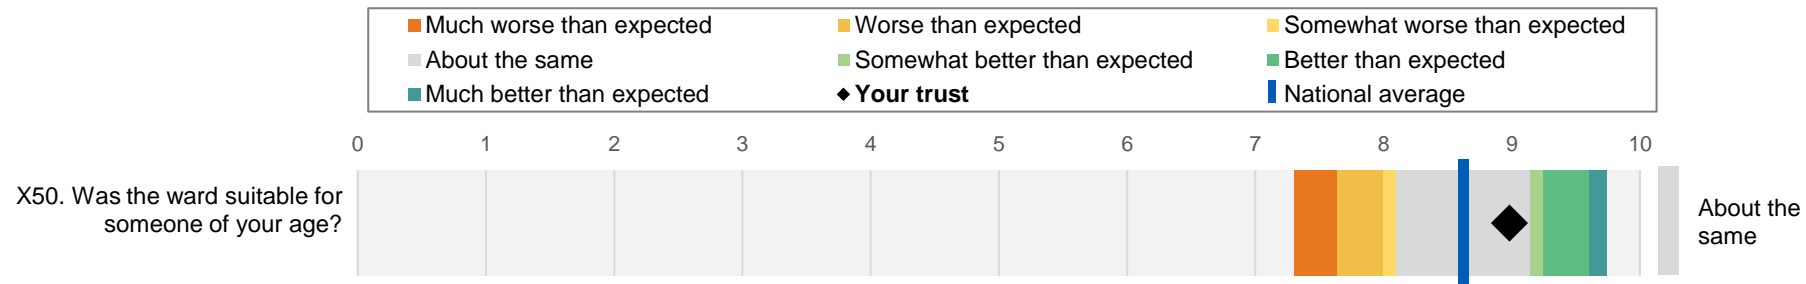 Much worse than expected
Worse than expected
Somewhat worse than expected
About the same
Somewhat better than expected
Better than expected
Much better than expected
Your trust
National average
0 1 2 3 4 5 6 7 8 9 10
X50. Was the ward suitable for
someone of your age?
About the
same